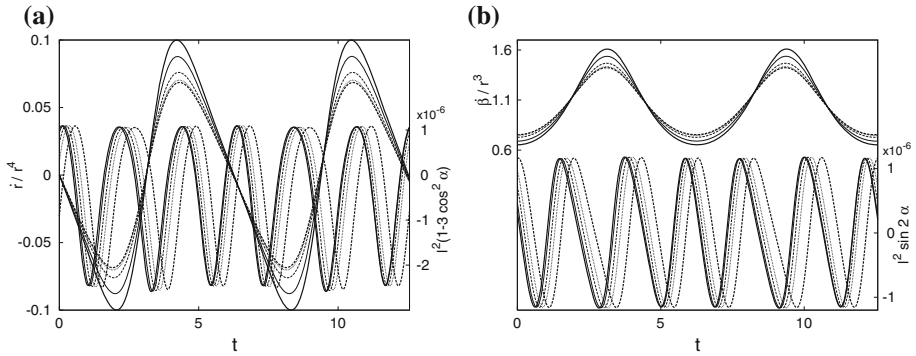 (a)
0.1
0.05
0
-0.05
-0.1
ṙ / r⁴
0
5
10
t
x10⁻⁶
1
0
-1
-2
l²(1-3 cos² α)
(b)
1.6
1.1
0.6
β̇ / r³
0
5
10
t
x10⁻⁶
1
0
-1
l² sin 2 α